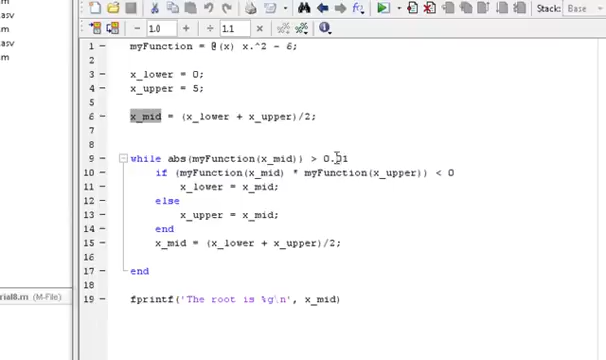 .asv
m
.asv
m
Stack: Base
1.0
1.1
1 myFunction = @(x) x.^2 - 6;
2
3 x_lower = 0;
4 x_upper = 5;
5
6 x_mid = (x_lower + x_upper)/2;
7
8
9 while abs(myFunction(x_mid)) > 0.01
10 if (myFunction(x_mid) * myFunction(x_upper)) < 0
11 x_lower = x_mid;
12 else
13 x_upper = x_mid;
14 end
15 x_mid = (x_lower + x_upper)/2;
16
17 end
18
rial8.m (M-File)
19 fprintf('The root is %g\n', x_mid)